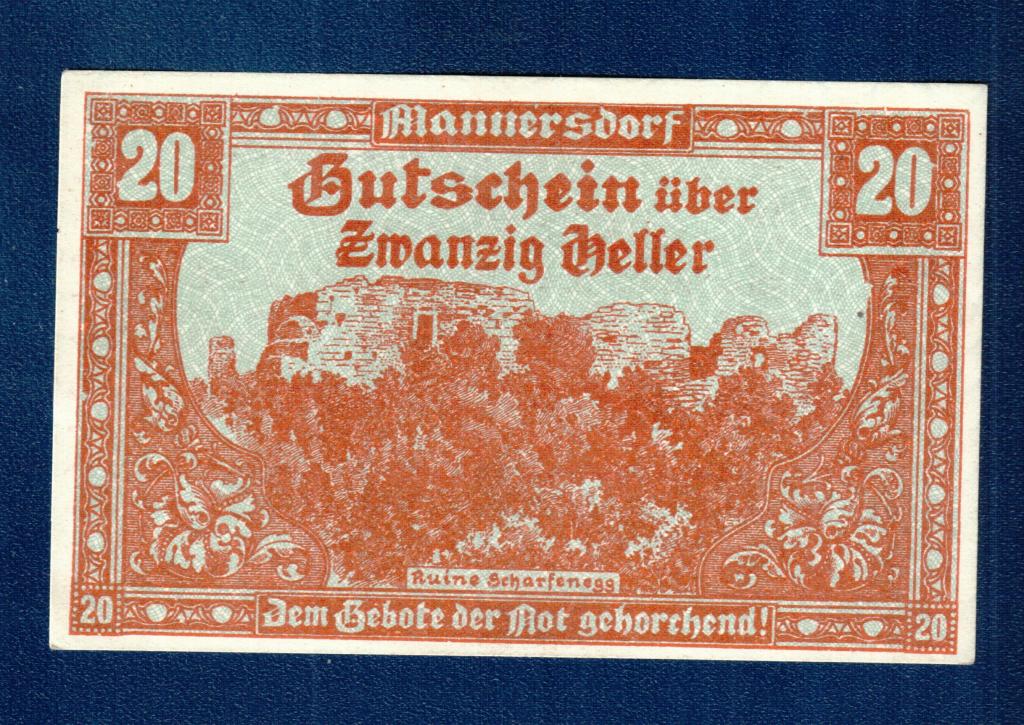 Mannersdorf
20
20
Gutschein über
Zwanzig Heller
Ruine Scharfenegg
20
Dem Gebote der Not gehorchend!
20